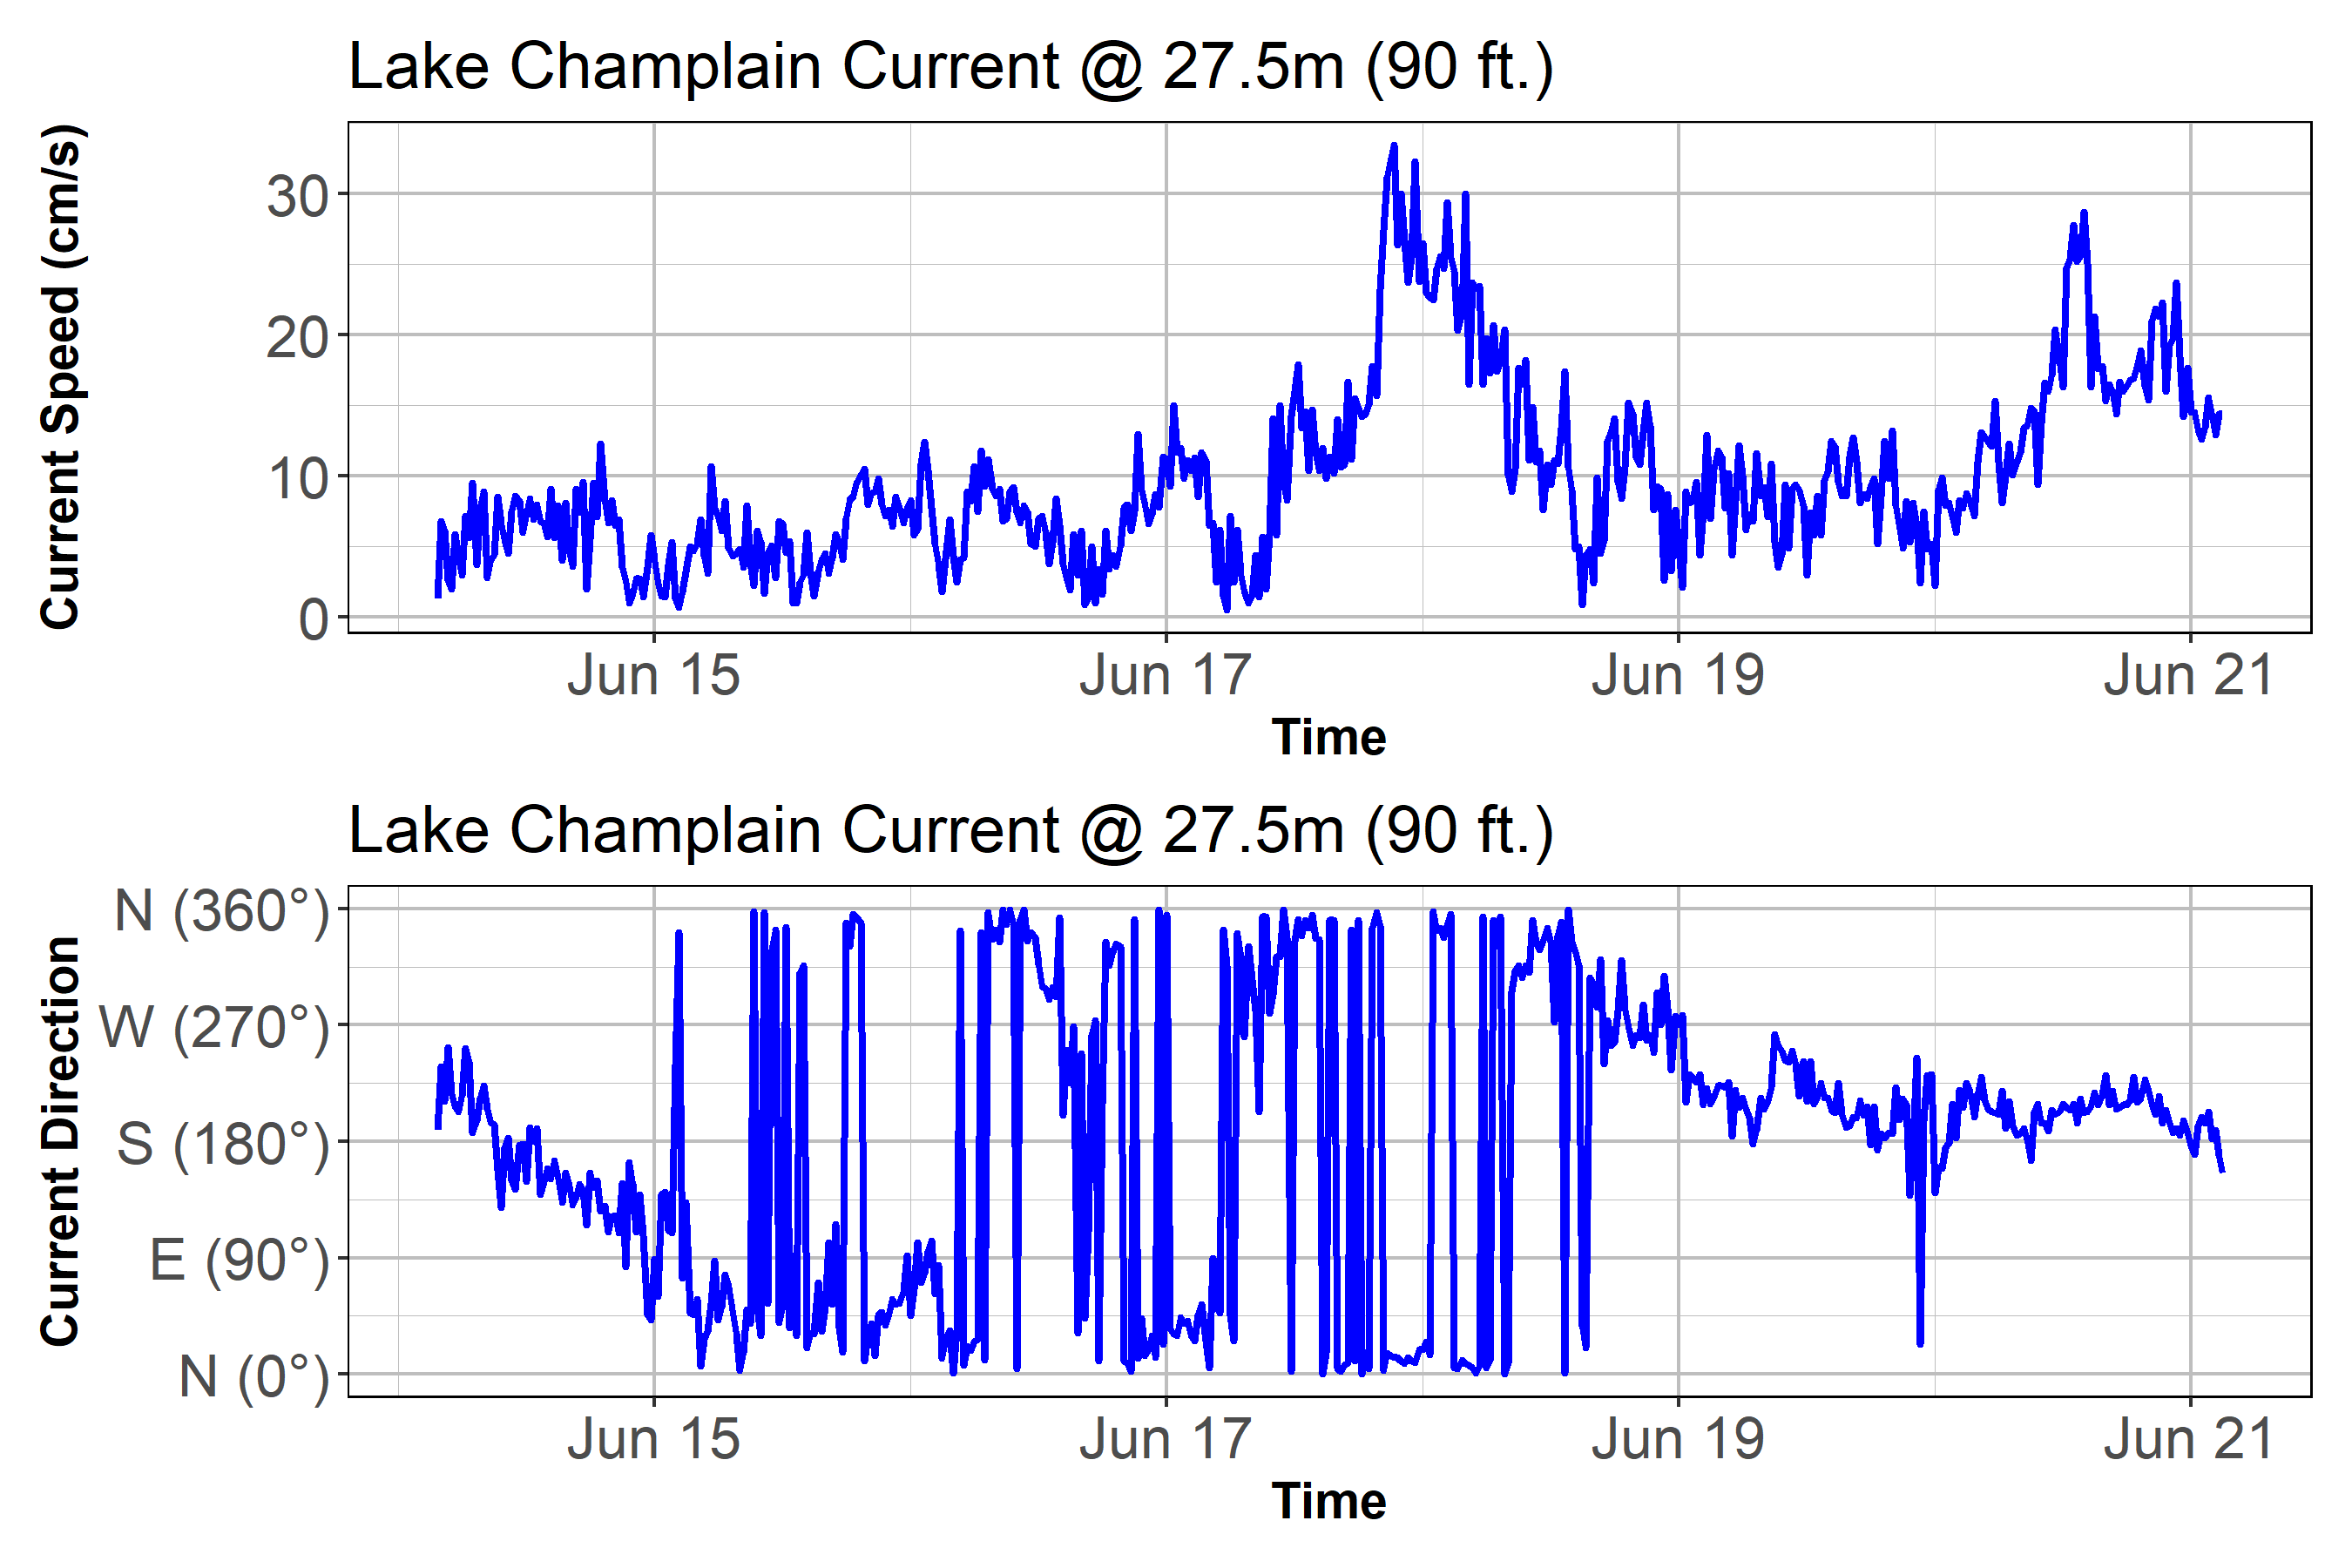 Lake Champlain Current @ 27.5m (90 ft.)
Current Speed (cm/s)
30
20
10
0
Jun 15 Jun 17 Jun 19 Jun 21
Time
Lake Champlain Current @ 27.5m (90 ft.)
Current Direction
N (360°)
W (270°)
S (180°)
E (90°)
N (0°)
Jun 15 Jun 17 Jun 19 Jun 21
Time